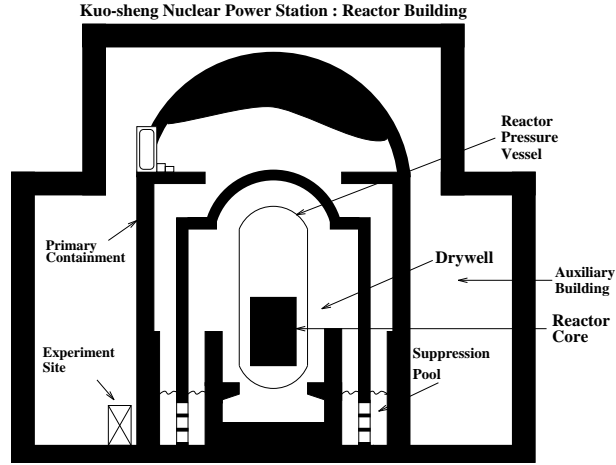 Kuo-sheng Nuclear Power Station : Reactor Building
Reactor
Pressure
Vessel
Primary
Containment
Drywell
Auxiliary
Building
Reactor
Core
Experiment
Site
Suppression
Pool